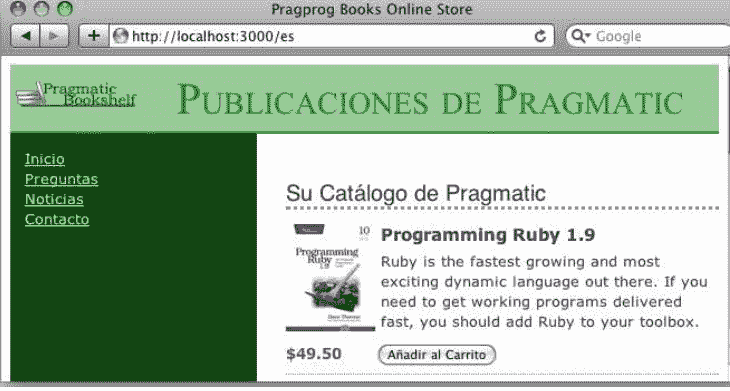 Pragprog Books Online Store
http://localhost:3000/es
Google
Pragmatic
Bookshelf
PUBLICACIONES DE PRAGMATIC
Inicio
Preguntas
Noticias
Contacto
Su Catálogo de Pragmatic
Programming Ruby 1.9
10
Programming
Ruby
1.9
Ruby is the fastest growing and most
exciting dynamic language out there. If you
need to get working programs delivered
fast, you should add Ruby to your toolbox.
$49.50
Añadir al Carrito